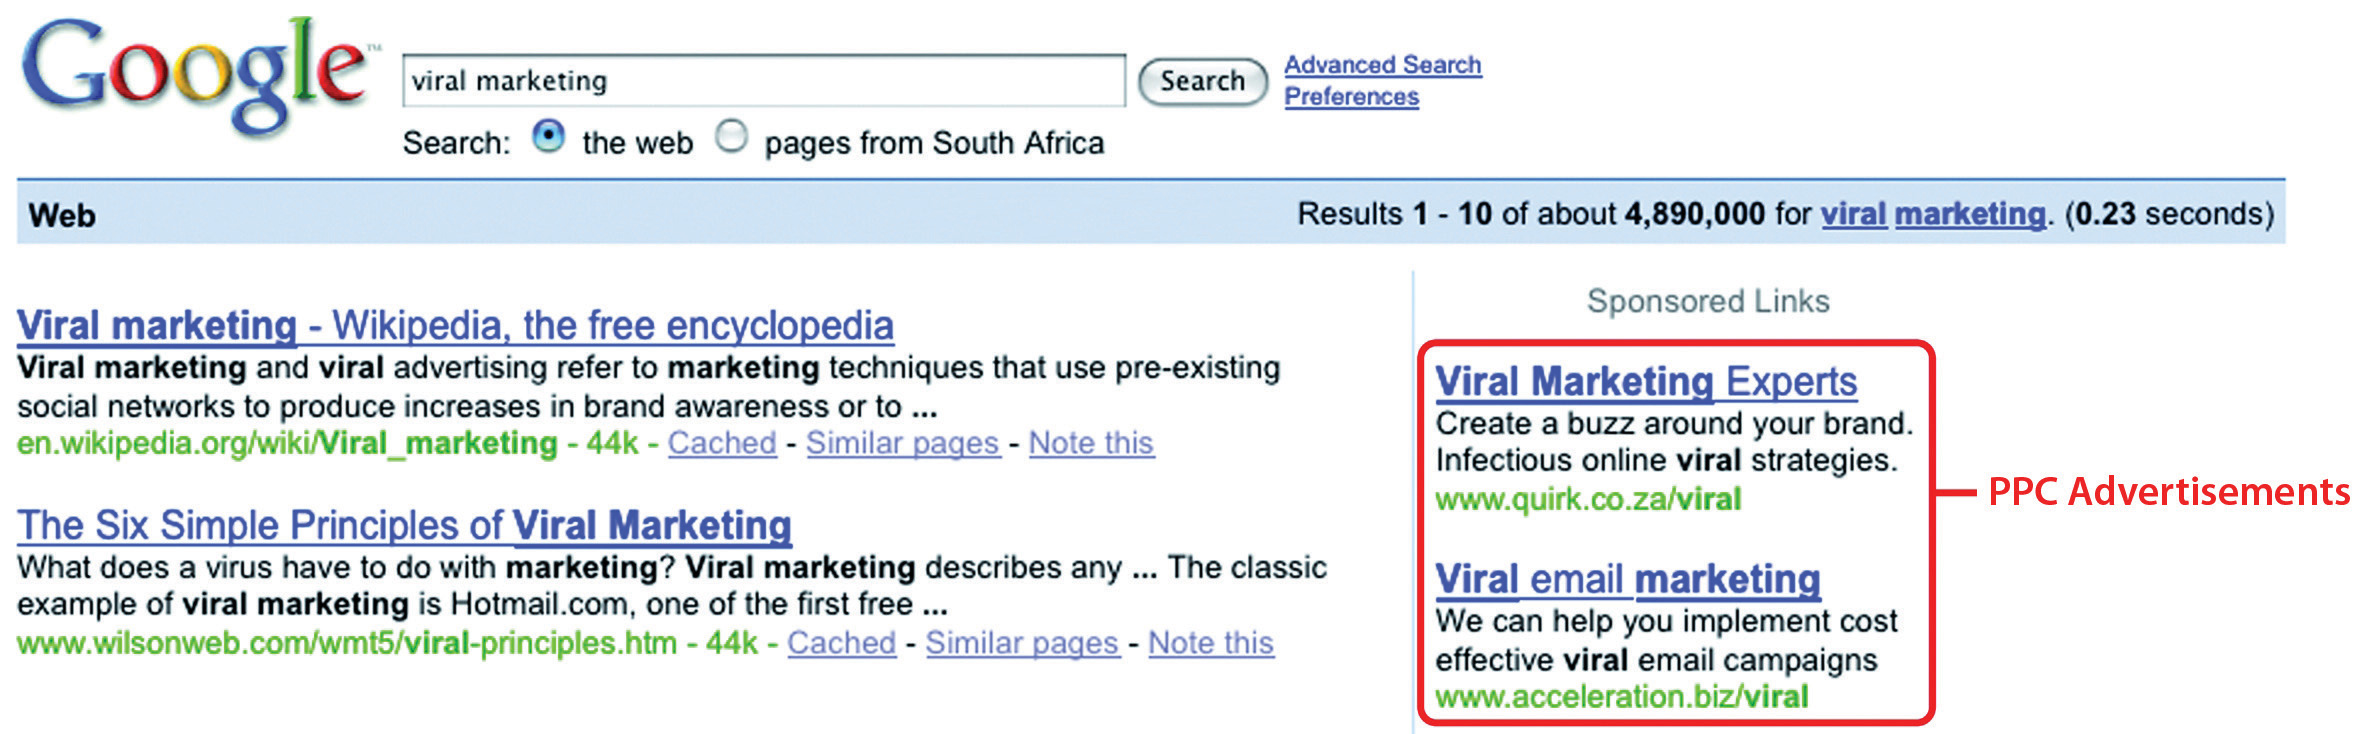 Google™
viral marketing
Search
Advanced Search
Preferences
Search: the web pages from South Africa
Web
Results 1 - 10 of about 4,890,000 for viral marketing. (0.23 seconds)
Viral marketing - Wikipedia, the free encyclopedia
Viral marketing and viral advertising refer to marketing techniques that use pre-existing
social networks to produce increases in brand awareness or to ...
en.wikipedia.org/wiki/Viral_marketing - 44k - Cached - Similar pages - Note this
The Six Simple Principles of Viral Marketing
What does a virus have to do with marketing? Viral marketing describes any ... The classic
example of viral marketing is Hotmail.com, one of the first free ...
www.wilsonweb.com/wmt5/viral-principles.htm - 44k - Cached - Similar pages - Note this
Sponsored Links
Viral Marketing Experts
Create a buzz around your brand.
Infectious online viral strategies.
www.quirk.co.za/viral
Viral email marketing
We can help you implement cost
effective viral email campaigns
www.acceleration.biz/viral
PPC Advertisements